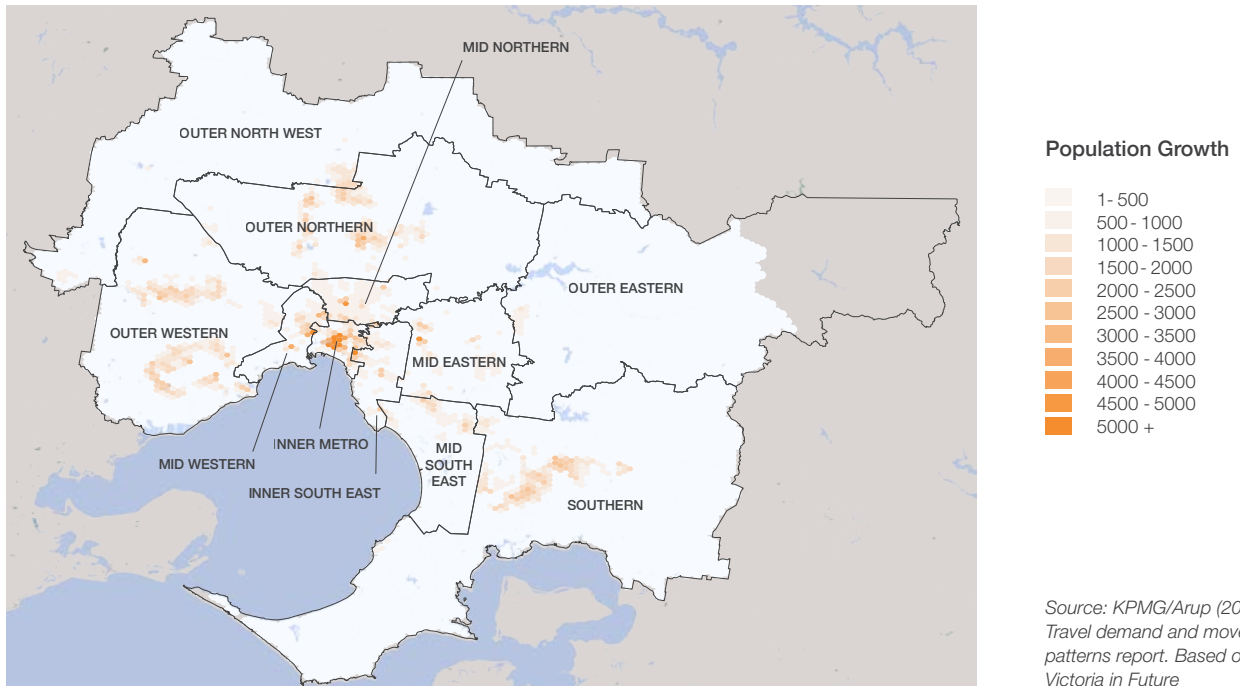 MID NORTHERN
OUTER NORTH WEST
OUTER NORTHERN
OUTER EASTERN
OUTER WESTERN
MID EASTERN
INNER METRO
MID WESTERN
INNER SOUTH EAST
MID
SOUTH
EAST
SOUTHERN
Population Growth
1- 500
500 - 1000
1000 - 1500
1500 - 2000
2000 - 2500
2500 - 3000
3000 - 3500
3500 - 4000
4000 - 4500
4500 - 5000
5000 +
Source: KPMG/Arup (20
Travel demand and move
patterns report. Based o
Victoria in Future